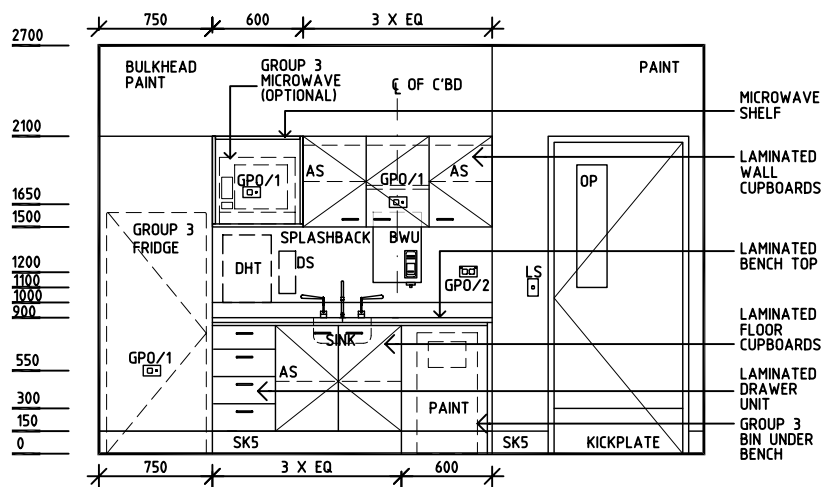 750
600
3 X EQ
2700
BULKHEAD
PAINT
GROUP 3
MICROWAVE
(OPTIONAL)
℄ OF C'BD
PAINT
MICROWAVE
SHELF
2100
LAMINATED
WALL
CUPBOARDS
AS
GPO/1
GPO/1
AS
OP
1650
1500
GROUP 3
FRIDGE
SPLASHBACK
BWU
LAMINATED
BENCH TOP
DHT
DS
GPO/2
LS
1200
1100
1000
900
LAMINATED
FLOOR
CUPBOARDS
SINK
GPO/1
AS
550
LAMINATED
DRAWER
UNIT
PAINT
300
150
0
GROUP 3
BIN UNDER
BENCH
SK5
SK5
KICKPLATE
750
3 X EQ
600